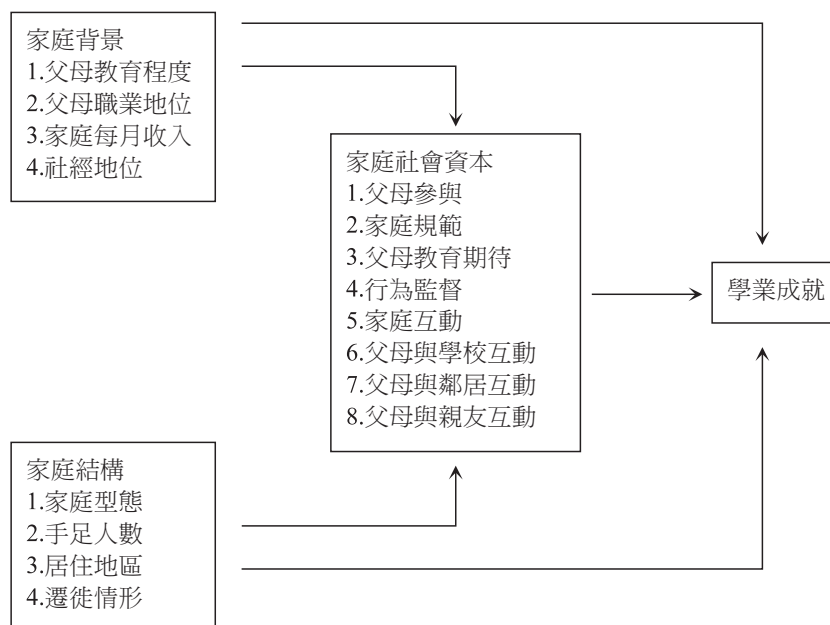 家庭背景
1.父母教育程度
2.父母職業地位
3.家庭每月收入
4.社經地位
家庭社會資本
1.父母參與
2.家庭規範
3.父母教育期待
4.行為監督
5.家庭互動
6.父母與學校互動
7.父母與鄰居互動
8.父母與親友互動
學業成就
家庭結構
1.家庭型態
2.手足人數
3.居住地區
4.遷徙情形